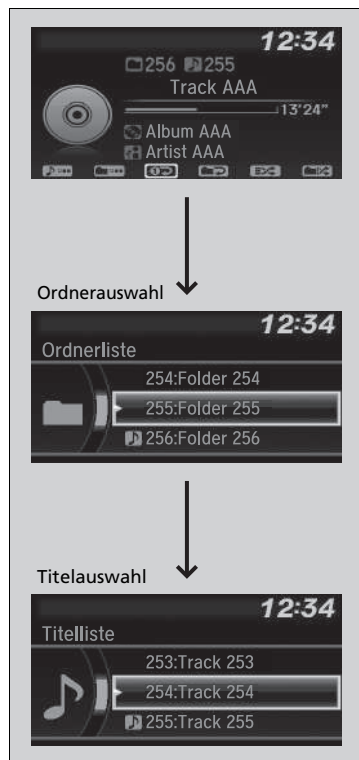 12:34
256 255
Track AAA
13'24"
Album AAA
Artist AAA
Ordnerauswahl
12:34
Ordnerliste
254:Folder 254
255:Folder 255
256:Folder 256
Titelauswahl
12:34
Titelliste
253:Track 253
254:Track 254
255:Track 255